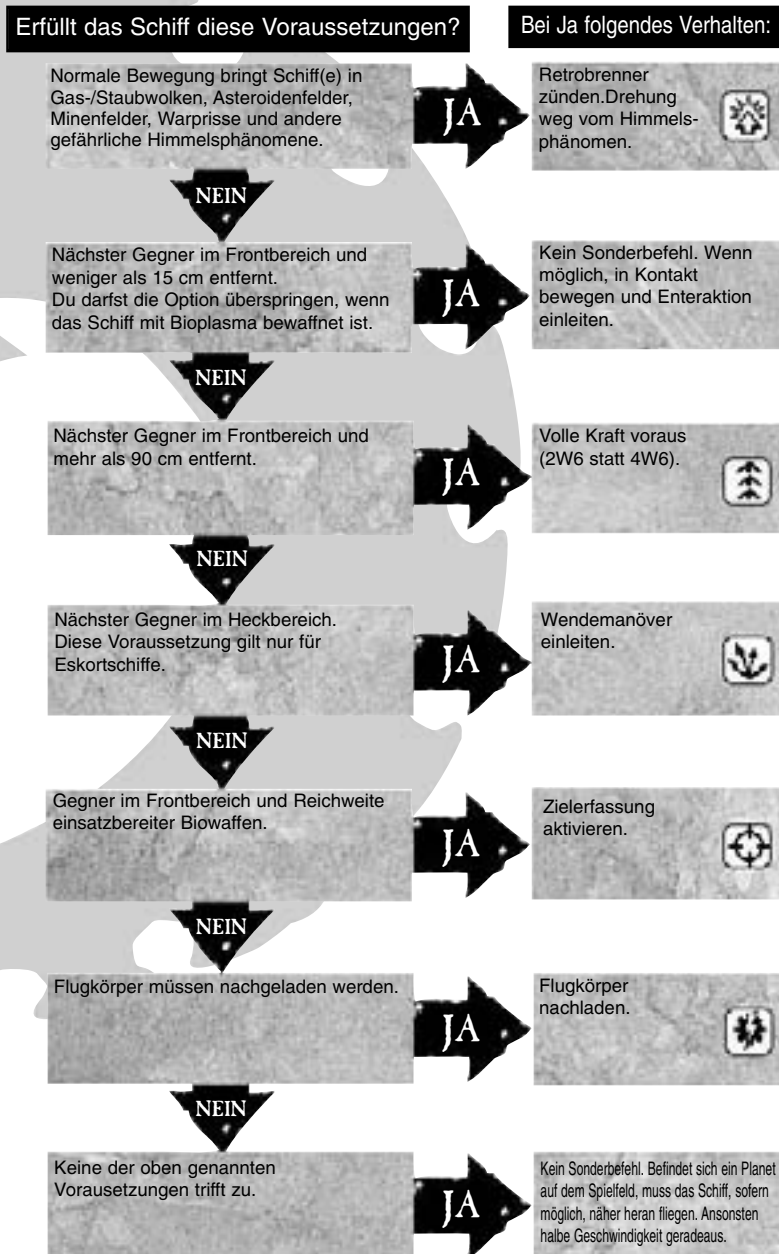 Erfüllt das Schiff diese Voraussetzungen?
Bei Ja folgendes Verhalten:
Normale Bewegung bringt Schiff(e) in
Gas-/Staubwolken, Asteroidenfelder,
Minenfelder, Warprisse und andere
gefährliche Himmelsphänomene.
JA
Retrobrenner
zünden.Drehung
weg vom Himmels-
phänomen.
NEIN
Nächster Gegner im Frontbereich und
weniger als 15 cm entfernt.
Du darfst die Option überspringen, wenn
das Schiff mit Bioplasma bewaffnet ist.
JA
Kein Sonderbefehl. Wenn
möglich, in Kontakt
bewegen und Enteraktion
einleiten.
NEIN
Nächster Gegner im Frontbereich und
mehr als 90 cm entfernt.
JA
Volle Kraft voraus
(2W6 statt 4W6).
NEIN
Nächster Gegner im Heckbereich.
Diese Voraussetzung gilt nur für
Eskortschiffe.
JA
Wendemanöver
einleiten.
NEIN
Gegner im Frontbereich und Reichweite
einsatzbereiter Biowaffen.
JA
Zielerfassung
aktivieren.
NEIN
Flugkörper müssen nachgeladen werden.
JA
Flugkörper
nachladen.
NEIN
Keine der oben genannten
Vorausetzungen trifft zu.
JA
Kein Sonderbefehl. Befindet sich ein Planet
auf dem Spielfeld, muss das Schiff, sofern
möglich, näher heran fliegen. Ansonsten
halbe Geschwindigkeit geradeaus.